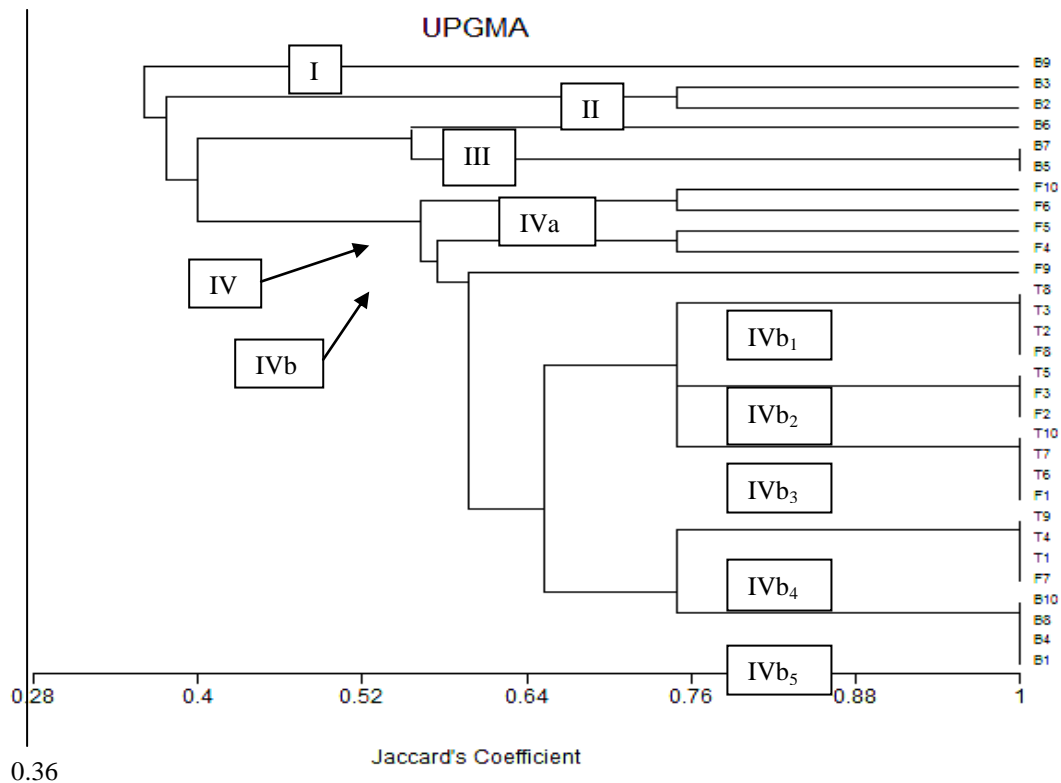 UPGMA
I
B9
B3
B2
II
B6
B7
III
B5
F10
F6
IVa
F5
F4
IV
F9
T8
T3
T2
IVb₁
IVb
F8
T5
F3
F2
IVb₂
T10
T7
T6
IVb₃
F1
T9
T4
T1
F7
IVb₄
B10
B8
B4
B1
IVb₅
0.28 0.4 0.52 0.64 0.76 0.88 1
Jaccard's Coefficient
0.36